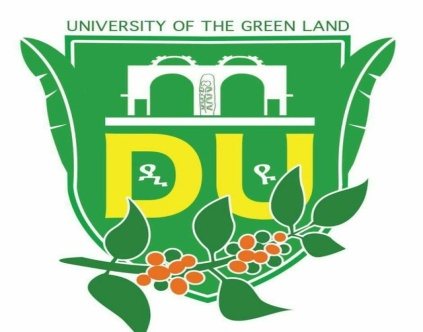 UNIVERSITY OF THE GREEN LAND
DU
ዲ ዩ